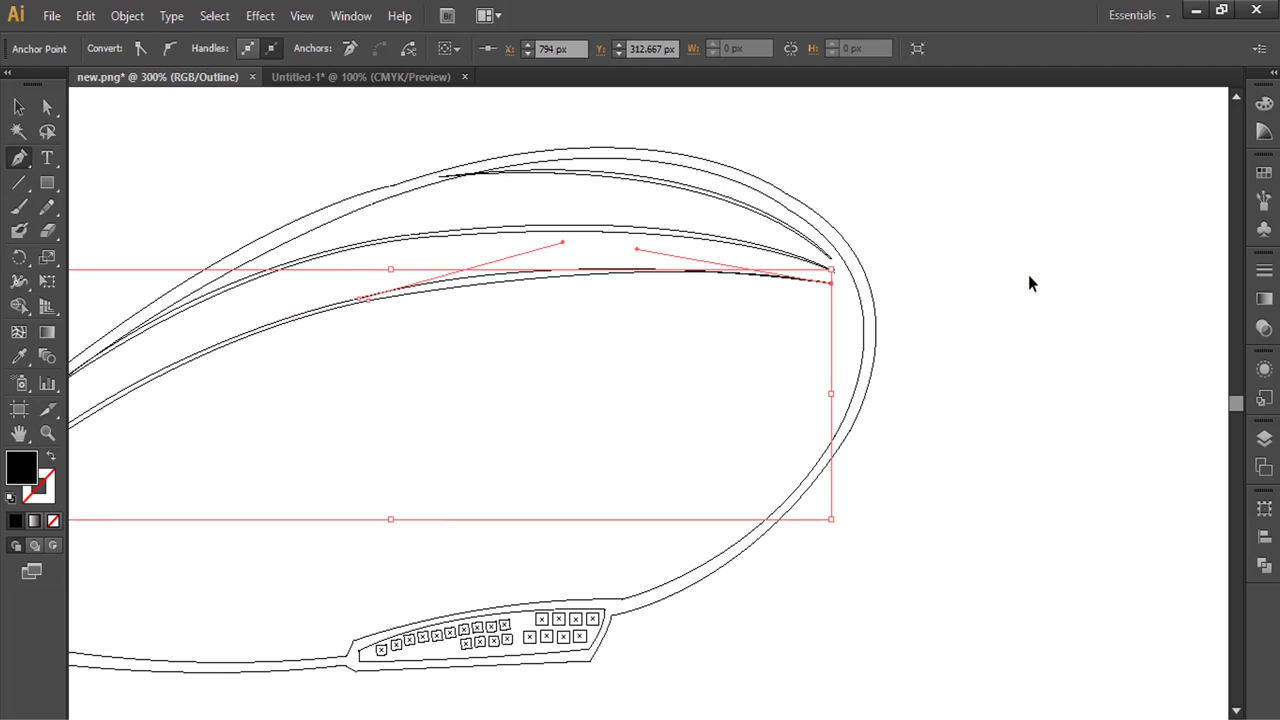 Ai File Edit Object Type Select Effect View Window Help Br Essentials
Anchor Point Convert: Handles: Anchors: X: 794 px Y: 312.667 px W: 0 px H: 0 px
new.png* @ 300% (RGB/Outline) × Untitled-1* @ 100% (CMYK/Preview) ×
T